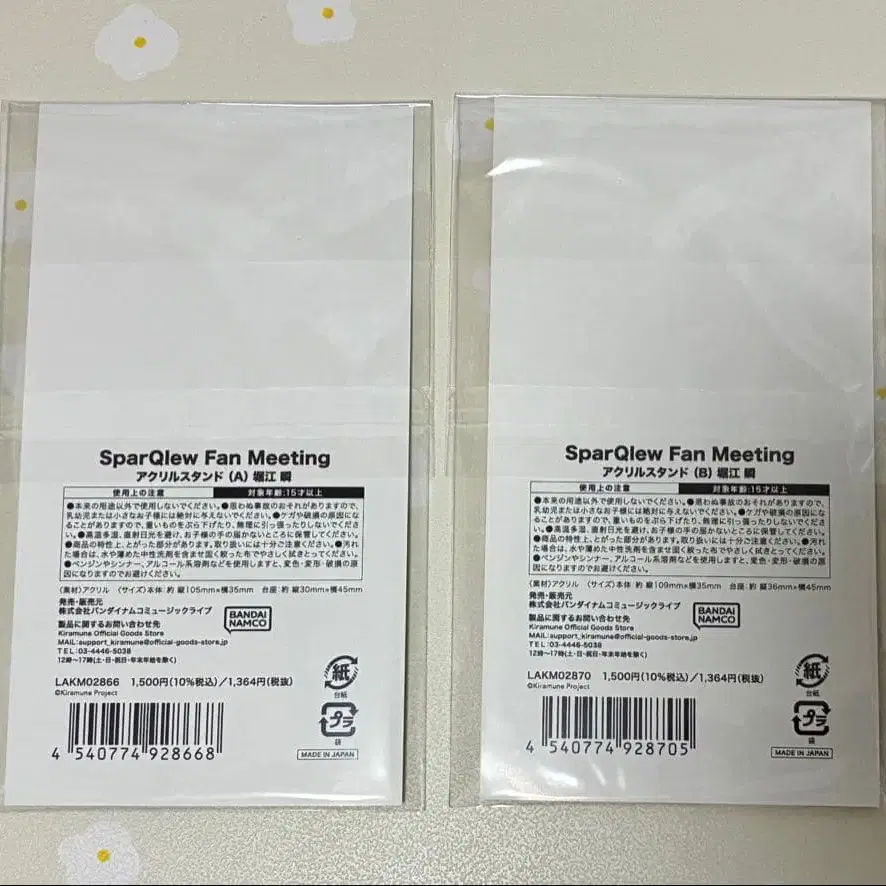 SparQlew Fan Meeting
アクリルスタンド（A）堀江 瞬
使用上の注意 対象年齢:15才以上
●本来の用途以外で使用しないでください。●思わぬ事故のおそれがありますので、
乳幼児または小さなお子様には絶対に与えないでください。●ケガや破損の原因にな
ることがありますので、重いものをぶら下げたり、無理に引っ張ったりしないでくださ
い。●高温多湿、直射日光を避け、お子様の手の届かないところに保管してください。
●商品の特性上、とがった部分があります。取り扱いには十分ご注意ください。●汚れ
た場合は、水や薄めた中性洗剤を含ませ固く絞った布でやさしく拭きとってください。
●ベンジンやシンナー、アルコール系溶剤などを使用しますと、変色・変形・破損の原
因になりますのでお避けください。
〈素材〉アクリル 〈サイズ〉本体 約 縦105mm×横35mm 台座:約 縦30mm×横45mm
発売・販売元
株式会社バンダイナムコミュージックライブ
BANDAI
NAMCO
製品に関するお問い合わせ先
Kiramune Official Goods Store
MAIL:support_kiramune@official-goods-store.jp
TEL:03-4446-5038
12時〜17時(土・日・祝日・年末年始を除く)
LAKM02866 1,500円(10%税込)/1,364円(税抜)
©Kiramune Project
4 540774 928668
紙
台紙
プラ
袋
MADE IN JAPAN
SparQlew Fan Meeting
アクリルスタンド（B）堀江 瞬
使用上の注意 対象年齢:15才以上
●本来の用途以外で使用しないでください。●思わぬ事故のおそれがありますので、
乳幼児または小さなお子様には絶対に与えないでください。●ケガや破損の原因にな
ることがありますので、重いものをぶら下げたり、無理に引っ張ったりしないでくださ
い。●高温多湿、直射日光を避け、お子様の手の届かないところに保管してください。
●商品の特性上、とがった部分があります。取り扱いには十分ご注意ください。●汚れ
た場合は、水や薄めた中性洗剤を含ませ固く絞った布でやさしく拭きとってください。
●ベンジンやシンナー、アルコール系溶剤などを使用しますと、変色・変形・破損の原
因になりますのでお避けください。
〈素材〉アクリル 〈サイズ〉本体 約 縦109mm×横35mm 台座:約 縦36mm×横45mm
発売・販売元
株式会社バンダイナムコミュージックライブ
BANDAI
NAMCO
製品に関するお問い合わせ先
Kiramune Official Goods Store
MAIL:support_kiramune@official-goods-store.jp
TEL:03-4446-5038
12時〜17時(土・日・祝日・年末年始を除く)
LAKM02870 1,500円(10%税込)/1,364円(税抜)
©Kiramune Project
4 540774 928705
紙
台紙
プラ
袋
MADE IN JAPAN